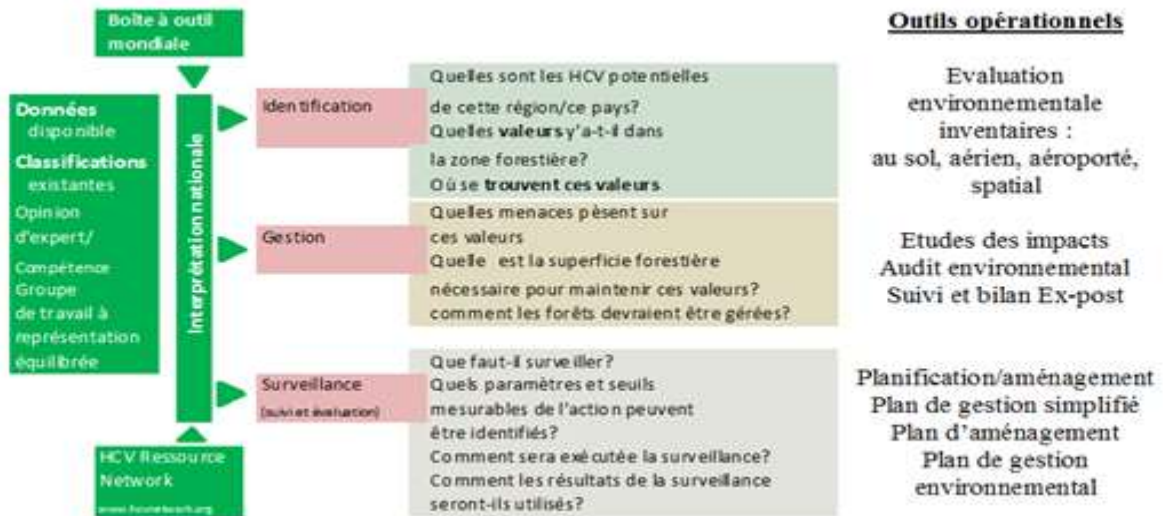 Boîte à outil
mondiale
Données
disponible
Classifications
existantes
Opinion
d'expert/
Compétence
Groupe
de travail à
représentation
équilibrée
Interprétation nationale
HCV Ressource
Network
www.hcvnetwork.org
Identification
Quelles sont les HCV potentielles
de cette région/ce pays?
Quelles valeurs y'a-t-il dans
la zone forestière?
Où se trouvent ces valeurs
Gestion
Quelles menaces pèsent sur
ces valeurs
Quelle est la superficie forestière
nécessaire pour maintenir ces valeurs?
comment les forêts devraient être gérées?
Surveillance
(suivi et évaluation)
Que faut-il surveiller?
Quels paramètres et seuils
mesurables de l'action peuvent
être identifiés?
Comment sera exécutée la surveillance?
Comment les résultats de la surveillance
seront-ils utilisés?
Outils opérationnels
Evaluation
environnementale
inventaires :
au sol, aérien, aéroporté,
spatial
Etudes des impacts
Audit environnemental
Suivi et bilan Ex-post
Planification/aménagement
Plan de gestion simplifié
Plan d'aménagement
Plan de gestion
environnemental